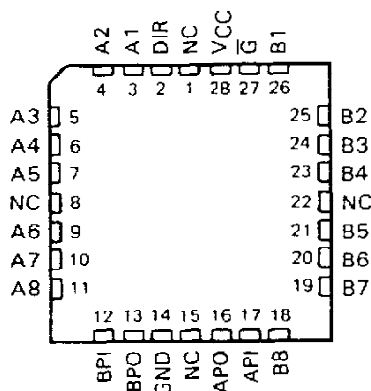 A2 A1 DIR NC VCC G B1
4 3 2 1 28 27 26
A3 5 25 B2
A4 6 24 B3
A5 7 23 B4
NC 8 22 NC
A6 9 21 B5
A7 10 20 B6
A8 11 19 B7
12 13 14 15 16 17 18
BPI BPO GND NC APO API B8